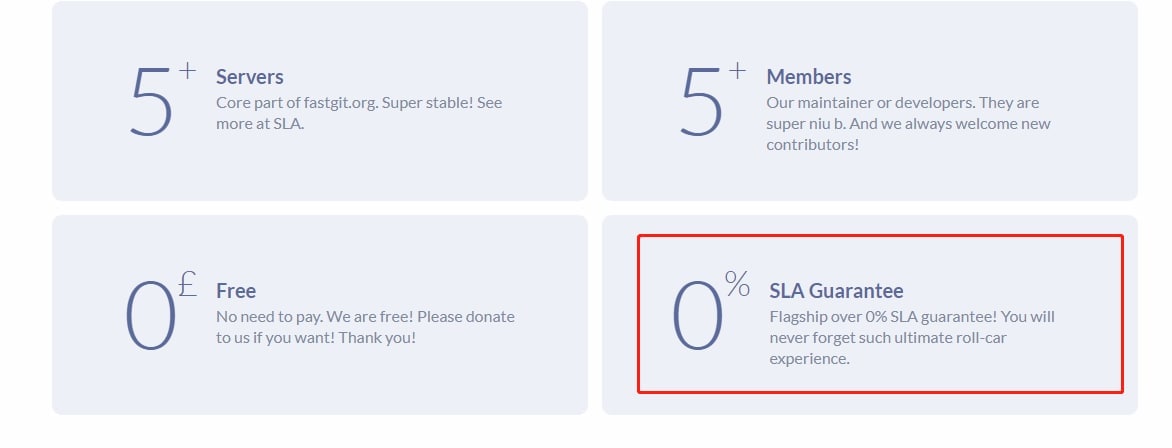 5+ Servers
Core part of fastgit.org. Super stable! See
more at SLA.
5+ Members
Our maintainer or developers. They are
super niu b. And we always welcome new
contributors!
0£ Free
No need to pay. We are free! Please donate
to us if you want! Thank you!
0% SLA Guarantee
Flagship over 0% SLA guarantee! You will
never forget such ultimate roll-car
experience.